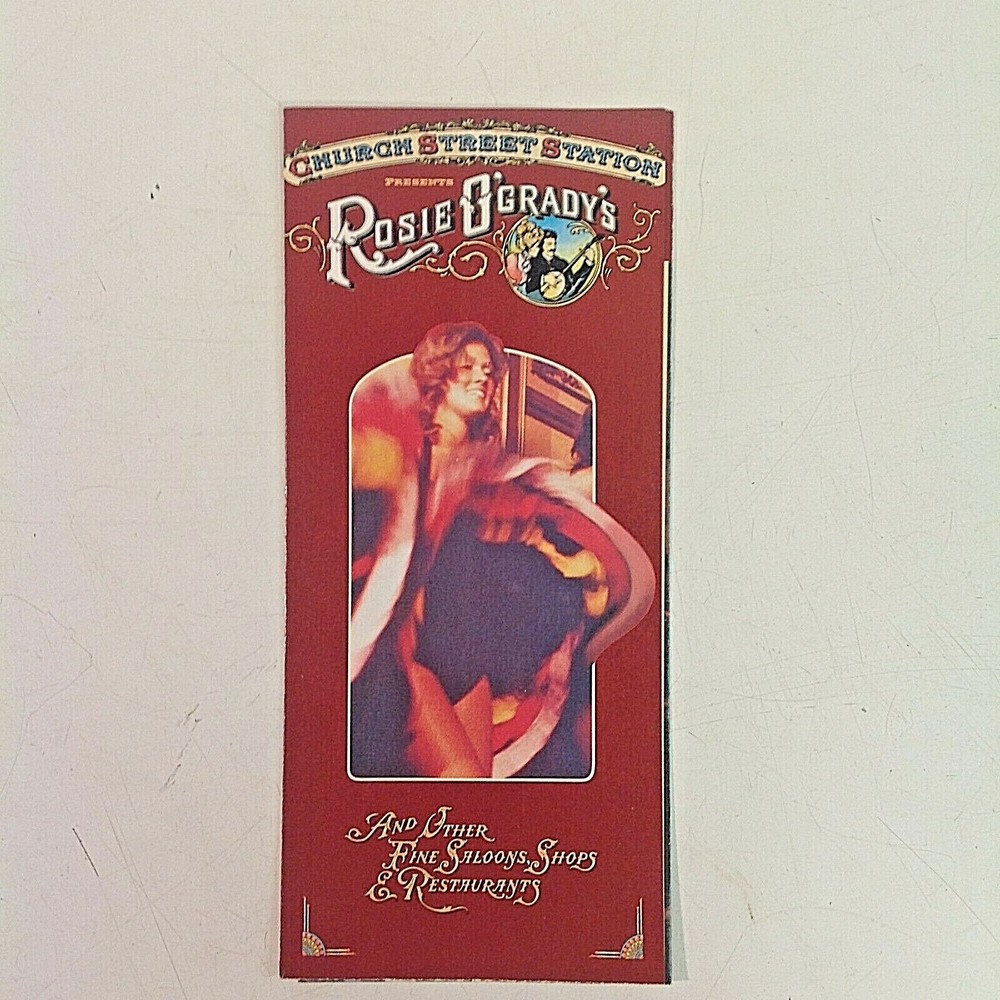 CHURCH STREET STATION
PRESENTS
ROSIE O'GRADY'S
AND OTHER
FINE SALOONS, SHOPS
& RESTAURANTS